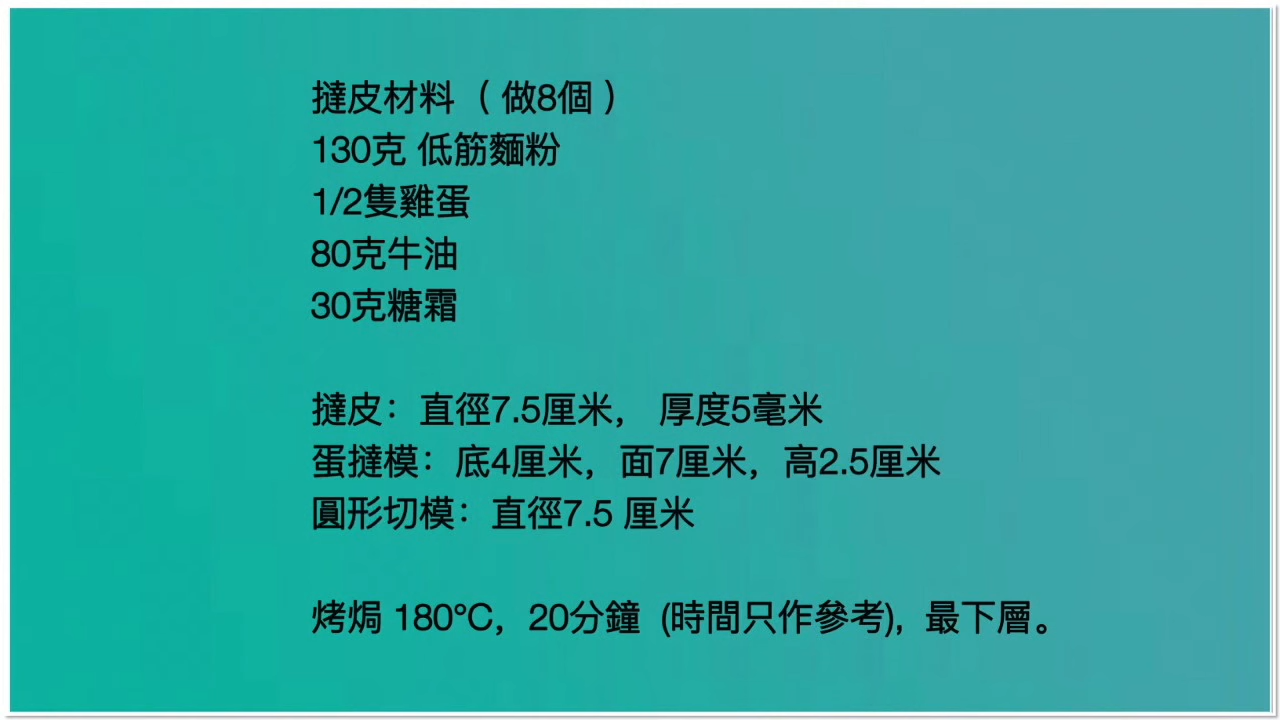 撻皮材料 （ 做8個 ）
130克 低筋麵粉
1/2隻雞蛋
80克牛油
30克糖霜
撻皮：直徑7.5厘米， 厚度5毫米
蛋撻模：底4厘米，面7厘米，高2.5厘米
圓形切模：直徑7.5 厘米
烤焗 180°C，20分鐘 (時間只作參考)，最下層。